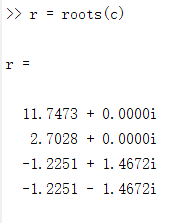 >> r = roots(c)
r =
11.7473 + 0.0000i
2.7028 + 0.0000i
-1.2251 + 1.4672i
-1.2251 - 1.4672i